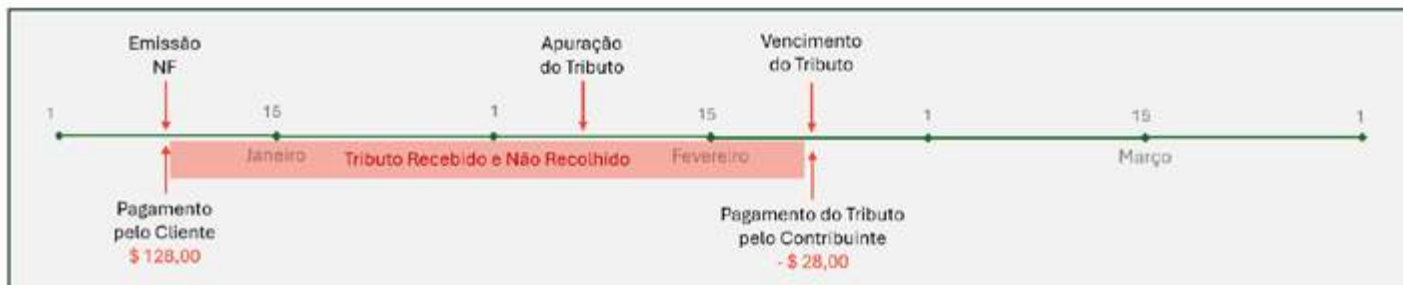 Emissão
NF
Apuração
do Tributo
Vencimento
do Tributo
1
15
1
15
1
15
1
Janeiro
Tributo Recebido e Não Recolhido
Fevereiro
Março
Pagamento
pelo Cliente
$ 128,00
Pagamento do Tributo
pelo Contribuinte
- $ 28,00